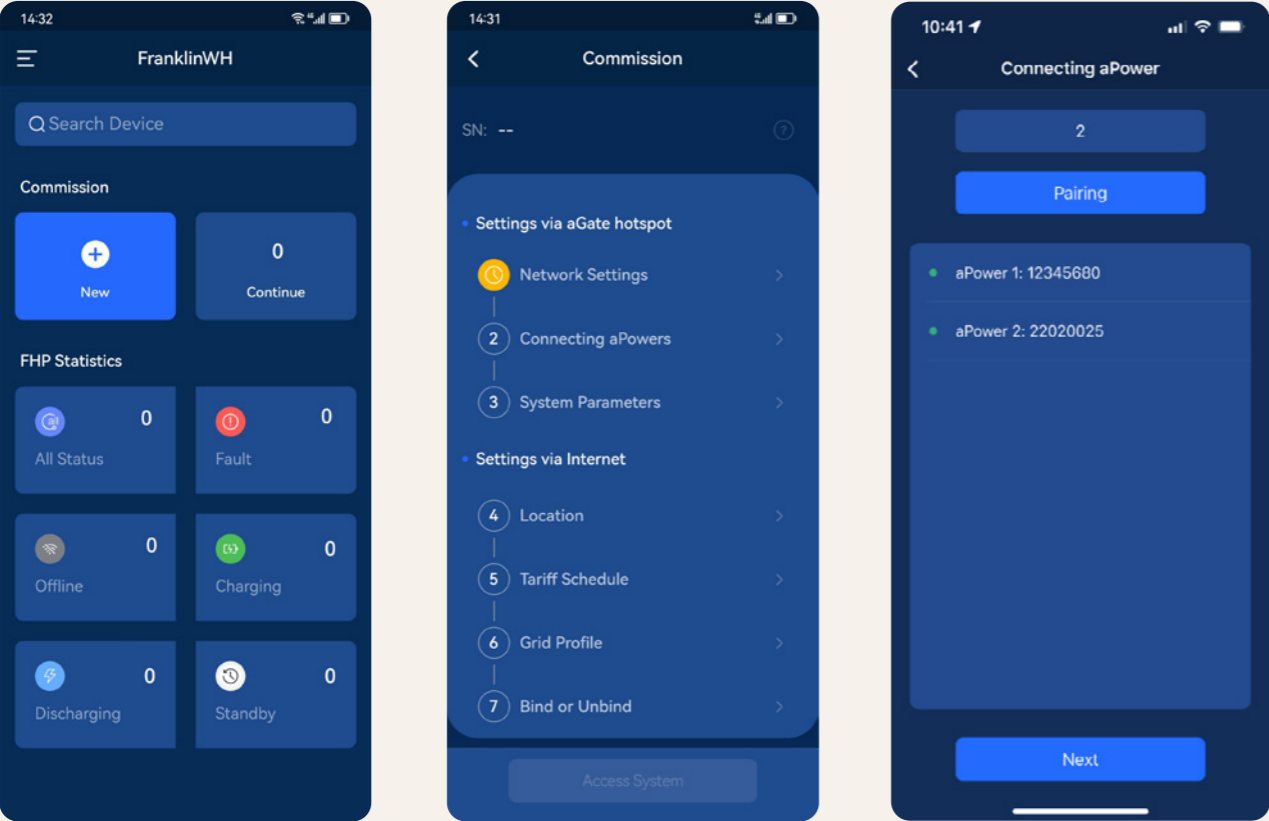 14:32
FranklinWH
Search Device
Commission
New
0
Continue
FHP Statistics
0
All Status
0
Fault
0
Offline
0
Charging
0
Discharging
0
Standby
14:31
Commission
SN: --
?
Settings via aGate hotspot
Network Settings
2 Connecting aPowers
3 System Parameters
Settings via Internet
4 Location
5 Tariff Schedule
6 Grid Profile
7 Bind or Unbind
Access System
10:41
Connecting aPower
2
Pairing
aPower 1: 12345680
aPower 2: 22020025
Next